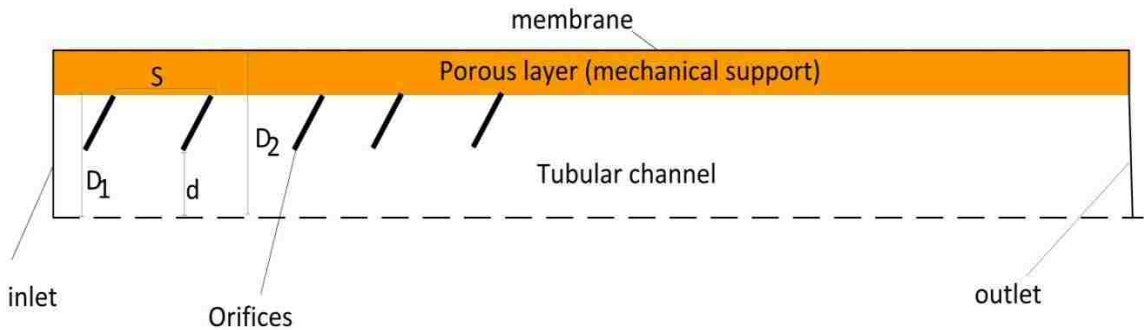 membrane
Porous layer (mechanical support)
S
D1
d
D2
Tubular channel
inlet
Orifices
outlet